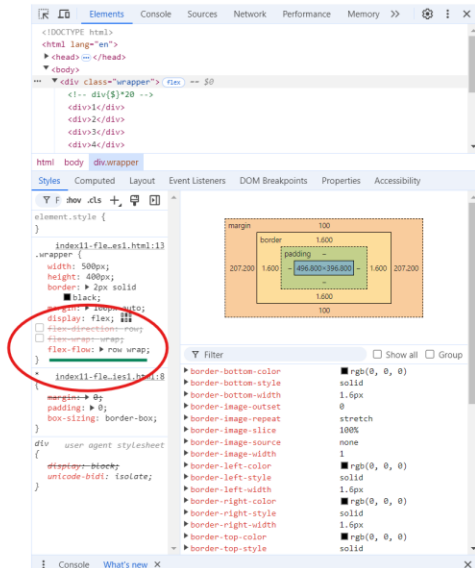 Elements Console Sources Network Performance Memory
<!DOCTYPE html>
<html lang="en">
<head> </head>
<body>
<div class="wrapper"> flex == $0
<!-- div{$}*20 -->
<div>1</div>
<div>2</div>
<div>3</div>
<div>4</div>
html body div.wrapper
Styles Computed Layout Event Listeners DOM Breakpoints Properties Accessibility
F :hov .cls
element.style {
}
index11-fle…es1.html:13
.wrapper {
width: 500px;
height: 400px;
border: 2px solid
black;
margin: 100px auto;
display: flex;
flex-direction: row;
flex-wrap: wrap;
flex-flow: row wrap;
}
* index11-fle…ies1.html:8
{
margin: 0;
padding: 0;
box-sizing: border-box;
}
div user agent stylesheet
{
display: block;
unicode-bidi: isolate;
}
margin 100
border 1.600
padding –
207.200 1.600 – 496.800×396.800 – 1.600 207.200
–
1.600
100
Filter Show all Group
border-bottom-color rgb(0, 0, 0)
border-bottom-style solid
border-bottom-width 1.6px
border-image-outset 0
border-image-repeat stretch
border-image-slice 100%
border-image-source none
border-image-width 1
border-left-color rgb(0, 0, 0)
border-left-style solid
border-left-width 1.6px
border-right-color rgb(0, 0, 0)
border-right-style solid
border-right-width 1.6px
border-top-color rgb(0, 0, 0)
border-top-style solid
Console What's new